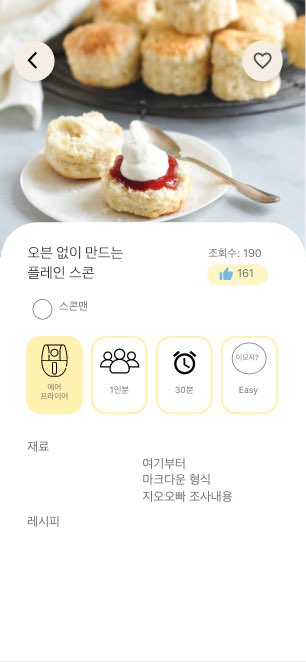 오븐 없이 만드는
플레인 스콘
조회수: 190
161
스콘맨
에어
프라이어
1인분
30분
이모지?
Easy
재료
여기부터
마크다운 형식
지오오빠 조사내용
레시피